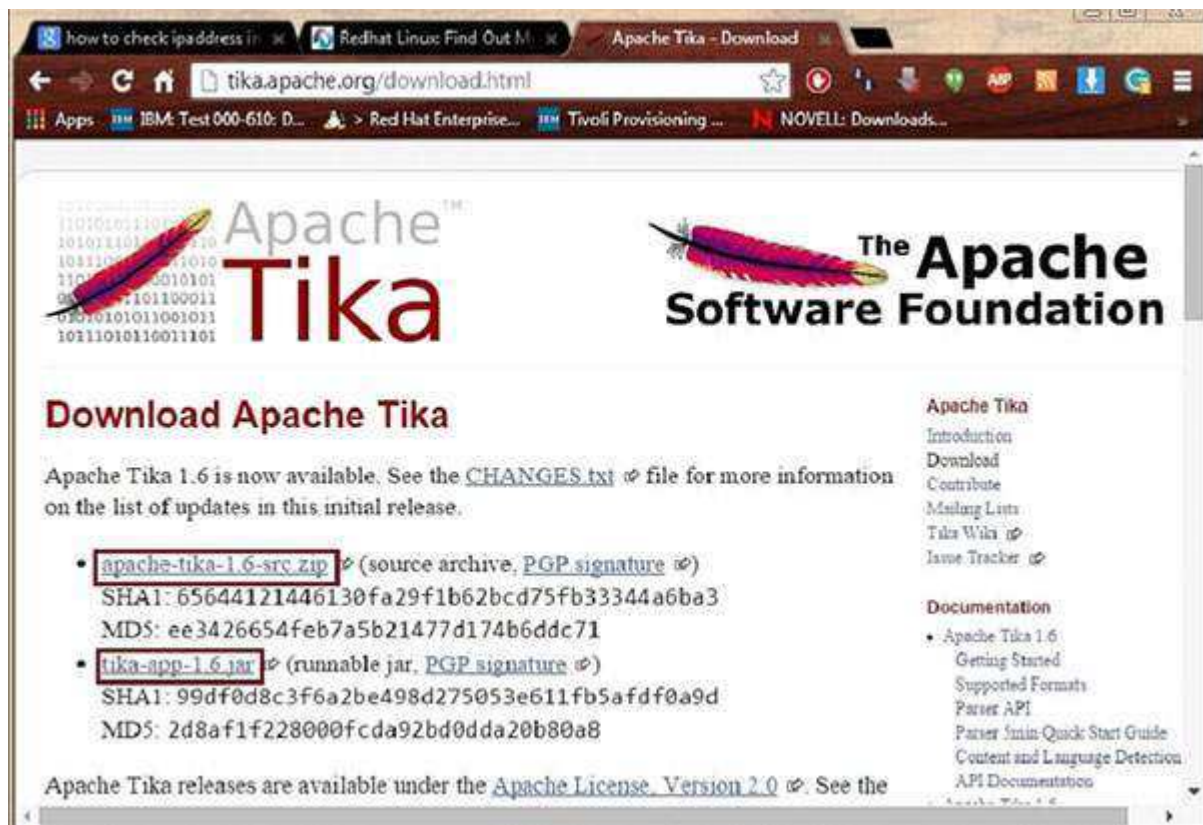 how to check ipaddress in
Redhat Linux: Find Out M
Apache Tika - Download
tika.apache.org/download.html
ABP
Apps
IBM: Test 000-610: D...
> Red Hat Enterprise...
Tivoli Provisioning ...
NOVELL: Downloads...
Apache™
Tika
The Apache
Software Foundation
Download Apache Tika
Apache Tika 1.6 is now available. See the CHANGES.txt file for more information
on the list of updates in this initial release.
• apache-tika-1.6-src.zip (source archive, PGP signature)
SHA1: 65644121446130fa29f1b62bcd75fb33344a6ba3
MD5: ee3426654feb7a5b21477d174b6ddc71
• tika-app-1.6.jar (runnable jar, PGP signature)
SHA1: 99df0d8c3f6a2be498d275053e611fb5afdf0a9d
MD5: 2d8af1f228000fcda92bd0dda20b80a8
Apache Tika releases are available under the Apache License, Version 2.0. See the
Apache Tika
Introduction
Download
Contribute
Mailing Lists
Tika Wiki
Issue Tracker
Documentation
• Apache Tika 1.6
Getting Started
Supported Formats
Parser API
Parser 5min Quick Start Guide
Content and Language Detection
API Documentation